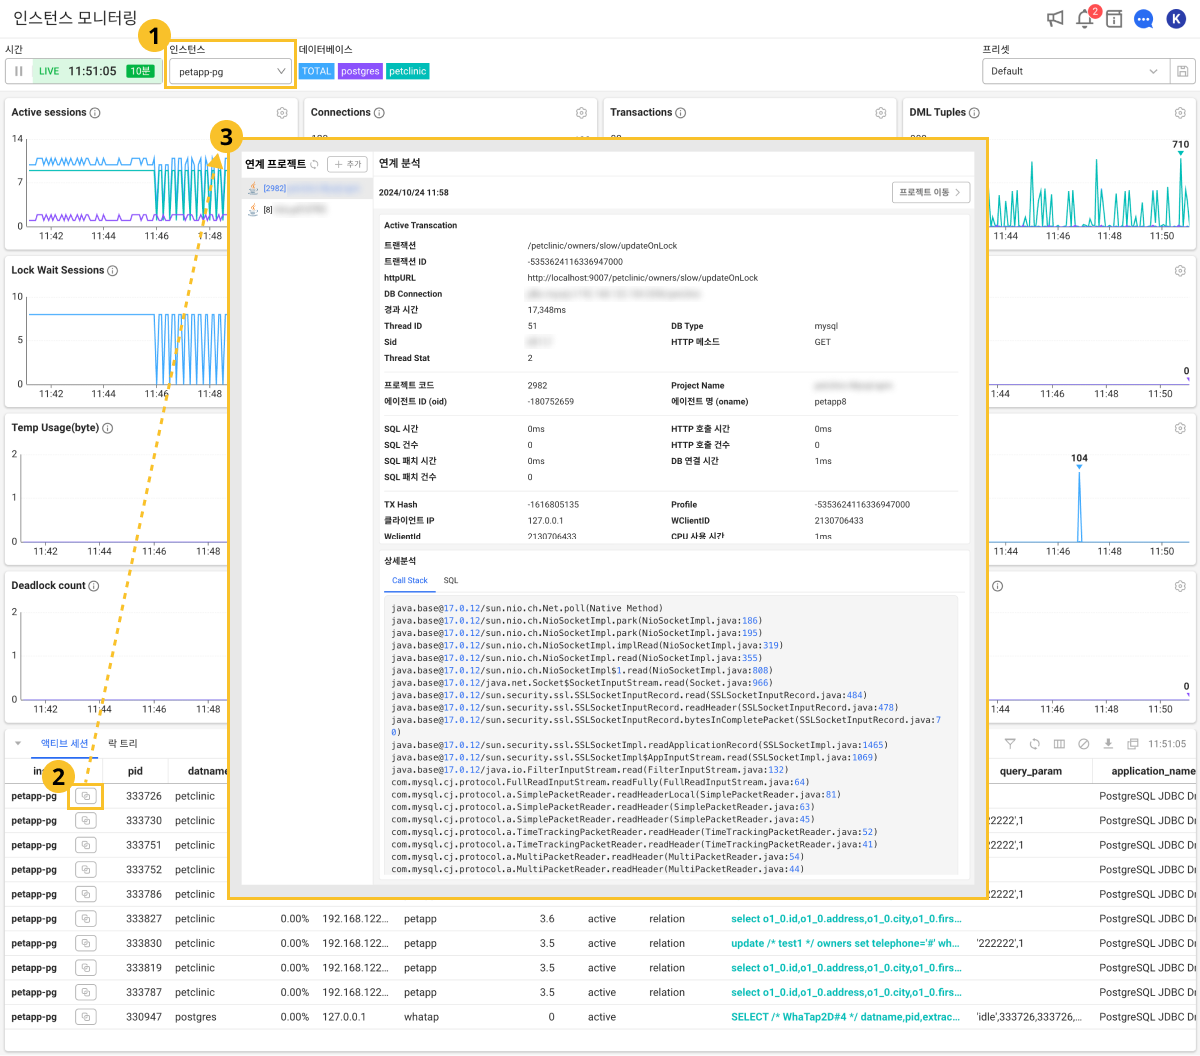 인스턴스 모니터링
2
K
1
시간
인스턴스
데이터베이스
프리셋
LIVE 11:51:05 10분
petapp-pg
TOTAL postgres petclinic
Default
Active sessions
Connections
Transactions
DML Tuples
14
7
0
11:42 11:44 11:46 11:48
710
11:44 11:46 11:48 11:50
Lock Wait Sessions
10
5
0
11:42 11:44 11:46 11:48
0
11:44 11:46 11:48 11:50
Temp Usage(byte)
2
1
0
11:42 11:44 11:46 11:48
104
11:44 11:46 11:48 11:50
Deadlock count
2
1
0
11:42 11:44 11:46 11:48
0
11:44 11:46 11:48 11:50
3
연계 프로젝트
추가
[2982]
[8]
연계 분석
2024/10/24 11:58
프로젝트 이동
Active Transcation
트랜잭션 /petclinic/owners/slow/updateOnLock
트랜잭션 ID -5353624116336947000
httpURL http://localhost:9007/petclinic/owners/slow/updateOnLock
DB Connection
경과 시간 17,348ms
Thread ID 51 DB Type mysql
Sid HTTP 메소드 GET
Thread Stat 2
프로젝트 코드 2982 Project Name
에이전트 ID (oid) -180752659 에이전트 명 (oname) petapp8
SQL 시간 0ms HTTP 호출 시간 0ms
SQL 건수 0 HTTP 호출 건수 0
SQL 패치 시간 0ms DB 연결 시간 1ms
SQL 패치 건수 0
TX Hash -1616805135 Profile -5353624116336947000
클라이언트 IP 127.0.0.1 WClientID 2130706433
Wclientld 2130706433 CPU 사용 시간 1ms
상세분석
Call Stack SQL
java.base@17.0.12/sun.nio.ch.Net.poll(Native Method)
java.base@17.0.12/sun.nio.ch.NioSocketImpl.park(NioSocketImpl.java:186)
java.base@17.0.12/sun.nio.ch.NioSocketImpl.park(NioSocketImpl.java:195)
java.base@17.0.12/sun.nio.ch.NioSocketImpl.implRead(NioSocketImpl.java:319)
java.base@17.0.12/sun.nio.ch.NioSocketImpl.read(NioSocketImpl.java:355)
java.base@17.0.12/sun.nio.ch.NioSocketImpl$1.read(NioSocketImpl.java:808)
java.base@17.0.12/java.net.Socket$SocketInputStream.read(Socket.java:966)
java.base@17.0.12/sun.security.ssl.SSLSocketInputRecord.read(SSLSocketInputRecord.java:484)
java.base@17.0.12/sun.security.ssl.SSLSocketInputRecord.readHeader(SSLSocketInputRecord.java:478)
java.base@17.0.12/sun.security.ssl.SSLSocketInputRecord.bytesInCompletePacket(SSLSocketInputRecord.java:7
0)
java.base@17.0.12/sun.security.ssl.SSLSocketImpl.readApplicationRecord(SSLSocketImpl.java:1465)
java.base@17.0.12/sun.security.ssl.SSLSocketImpl$AppInputStream.read(SSLSocketImpl.java:1069)
java.base@17.0.12/java.io.FilterInputStream.read(FilterInputStream.java:132)
com.mysql.cj.protocol.FullReadInputStream.readFully(FullReadInputStream.java:64)
com.mysql.cj.protocol.a.SimplePacketReader.readHeaderLocal(SimplePacketReader.java:81)
com.mysql.cj.protocol.a.SimplePacketReader.readHeader(SimplePacketReader.java:63)
com.mysql.cj.protocol.a.SimplePacketReader.readHeader(SimplePacketReader.java:45)
com.mysql.cj.protocol.a.TimeTrackingPacketReader.readHeader(TimeTrackingPacketReader.java:52)
com.mysql.cj.protocol.a.TimeTrackingPacketReader.readHeader(TimeTrackingPacketReader.java:41)
com.mysql.cj.protocol.a.MultiPacketReader.readHeader(MultiPacketReader.java:54)
com.mysql.cj.protocol.a.MultiPacketReader.readHeader(MultiPacketReader.java:44)
액티브 세션 락 트리
11:51:05
2
pid datname query_param application_name
petapp-pg 333726 petclinic PostgreSQL JDBC Dr
petapp-pg 333730 petclinic '22222',1 PostgreSQL JDBC Dr
petapp-pg 333751 petclinic PostgreSQL JDBC Dr
petapp-pg 333752 petclinic PostgreSQL JDBC Dr
petapp-pg 333786 petclinic '22222',1 PostgreSQL JDBC Dr
petapp-pg 333827 petclinic 0.00% 192.168.122... petapp 3.6 active relation select o1_0.id,o1_0.address,o1_0.city,o1_0.firs... PostgreSQL JDBC Dr
petapp-pg 333830 petclinic 0.00% 192.168.122... petapp 3.5 active relation update /* test1 */ owners set telephone='#' wh... '222222',1 PostgreSQL JDBC Dr
petapp-pg 333819 petclinic 0.00% 192.168.122... petapp 3.5 active relation select o1_0.id,o1_0.address,o1_0.city,o1_0.firs... PostgreSQL JDBC Dr
petapp-pg 333787 petclinic 0.00% 192.168.122... petapp 3.5 active relation select o1_0.id,o1_0.address,o1_0.city,o1_0.firs... PostgreSQL JDBC Dr
petapp-pg 330947 postgres 0.00% 127.0.0.1 whatap 0 active SELECT /* WhaTap2D#4 */ datname,pid,extrac... 'idle',333726,333726,... PostgreSQL JDBC Dr